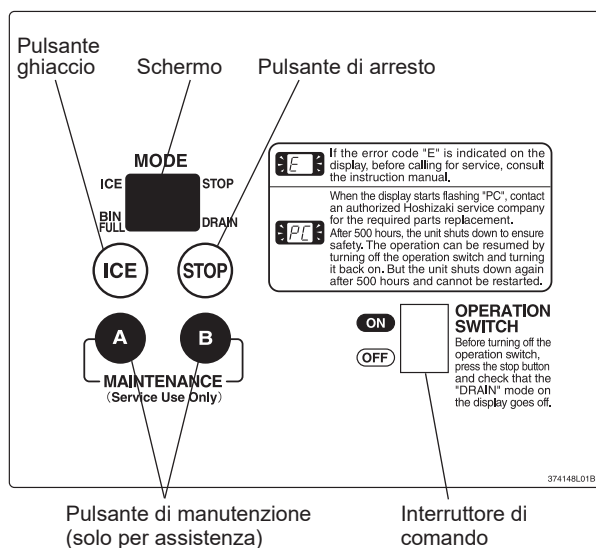 Pulsante
ghiaccio
Schermo
Pulsante di arresto
MODE
ICE
STOP
BIN
FULL
DRAIN
ICE
STOP
A
B
MAINTENANCE
(Service Use Only)
E
If the error code "E" is indicated on the
display, before calling for service, consult
the instruction manual.
PC
When the display starts flashing "PC", contact
an authorized Hoshizaki service company
for the required parts replacement.
After 500 hours, the unit shuts down to ensure
safety. The operation can be resumed by
turning off the operation switch and turning
it back on. But the unit shuts down again
after 500 hours and cannot be restarted.
ON
OFF
OPERATION
SWITCH
Before turning off the
operation switch,
press the stop button
and check that the
"DRAIN" mode on
the display goes off.
374148L01B
Pulsante di manutenzione
(solo per assistenza)
Interruttore di
comando